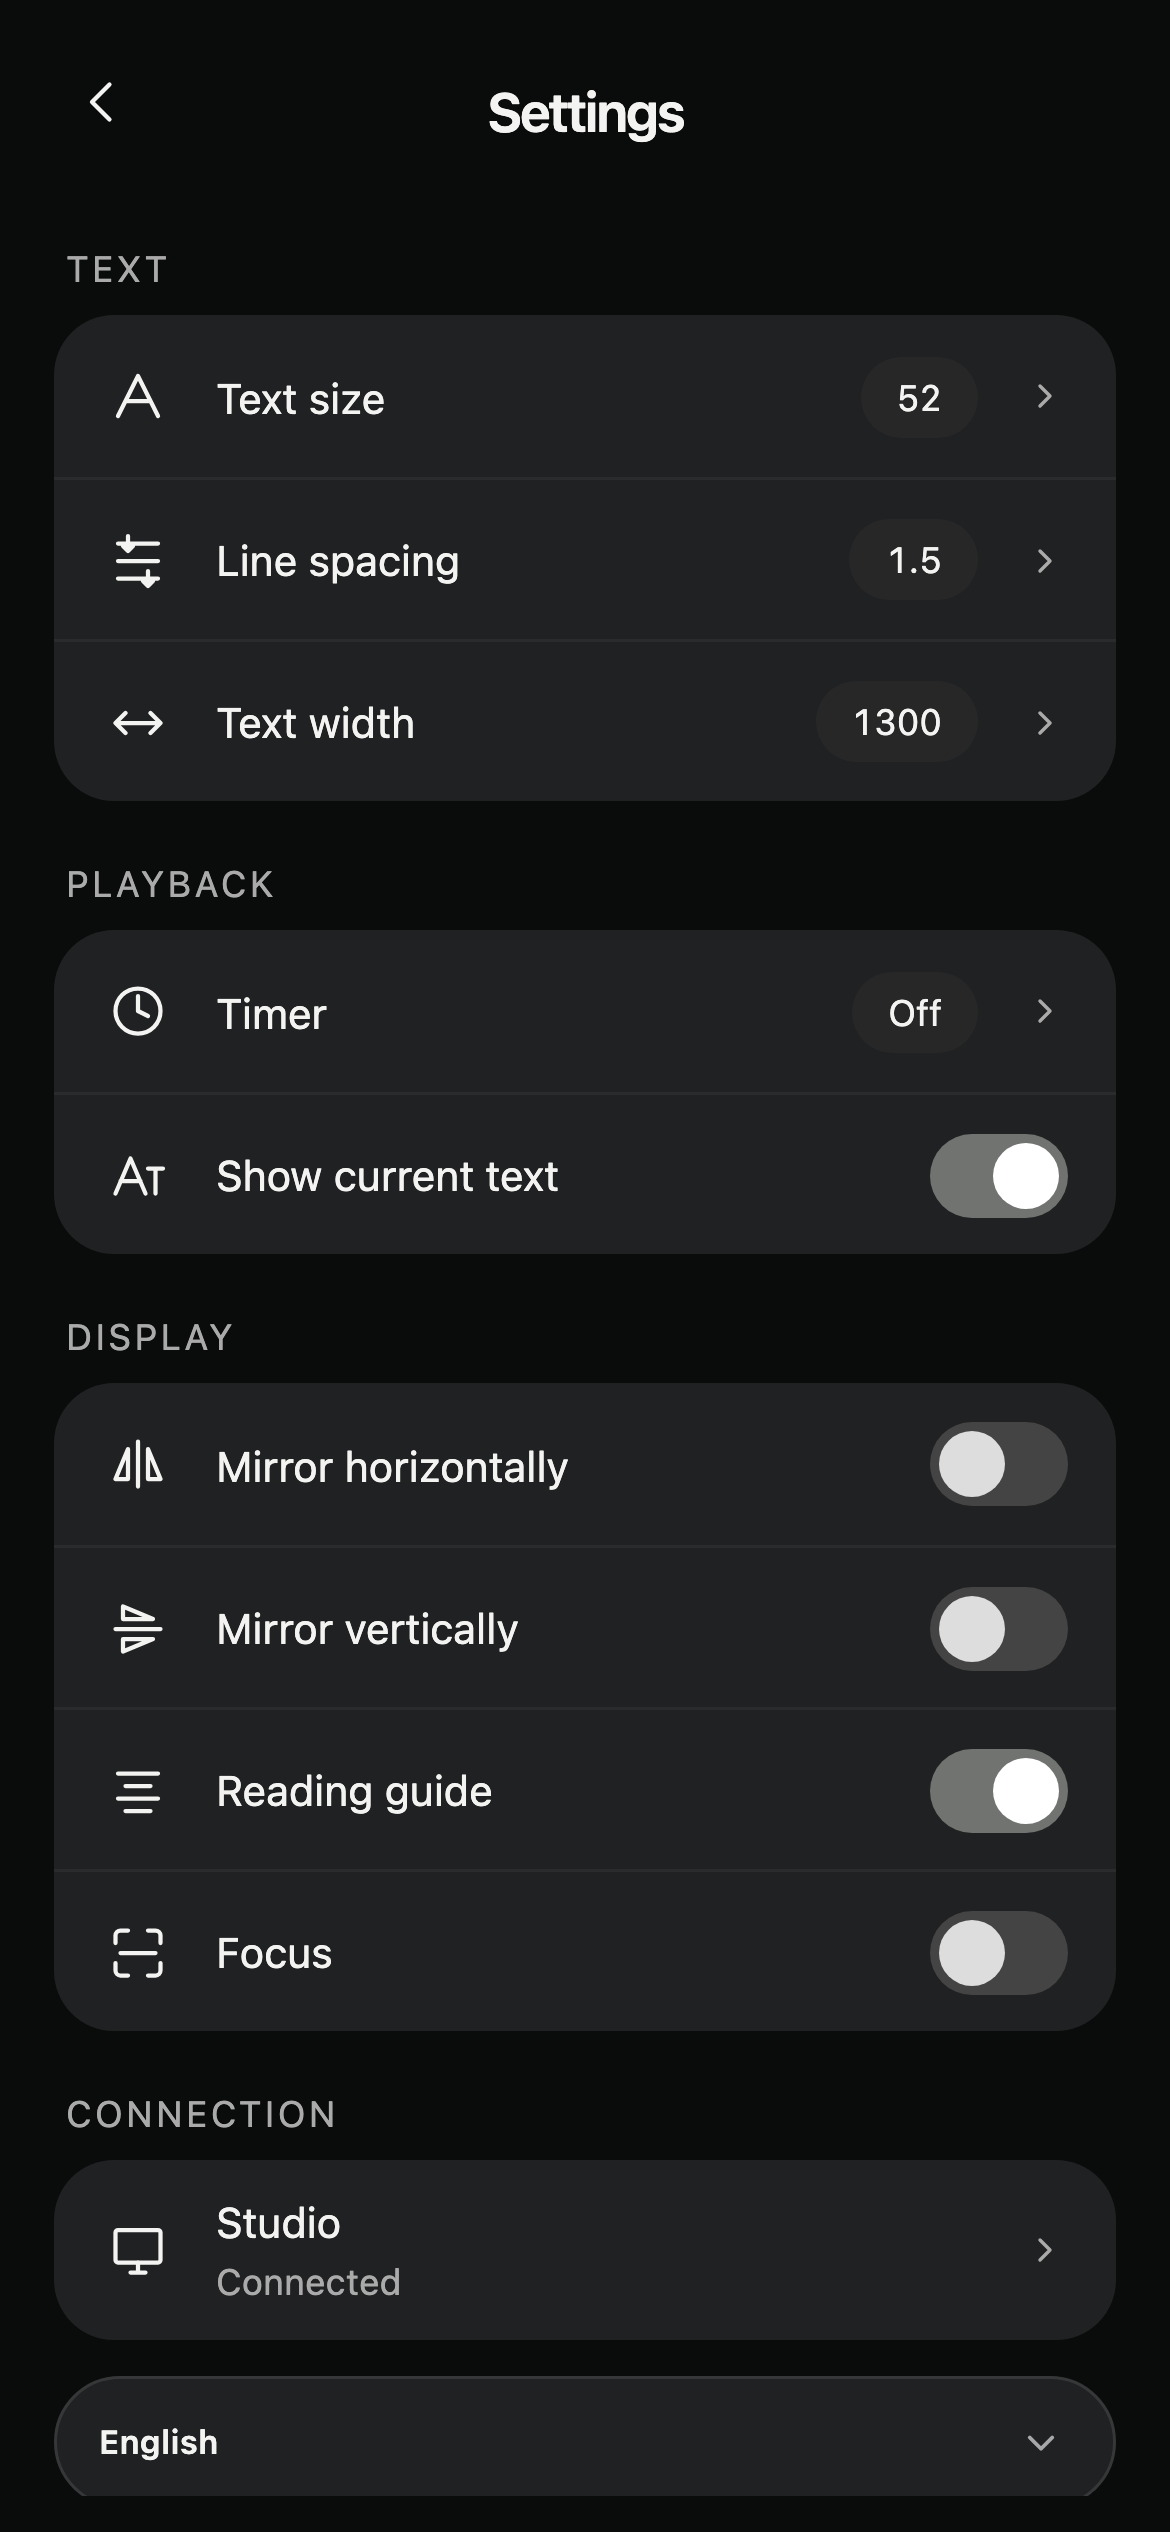 Settings
TEXT
Text size 52
Line spacing 1.5
Text width 1300
PLAYBACK
Timer Off
Show current text
DISPLAY
Mirror horizontally
Mirror vertically
Reading guide
Focus
CONNECTION
Studio
Connected
English